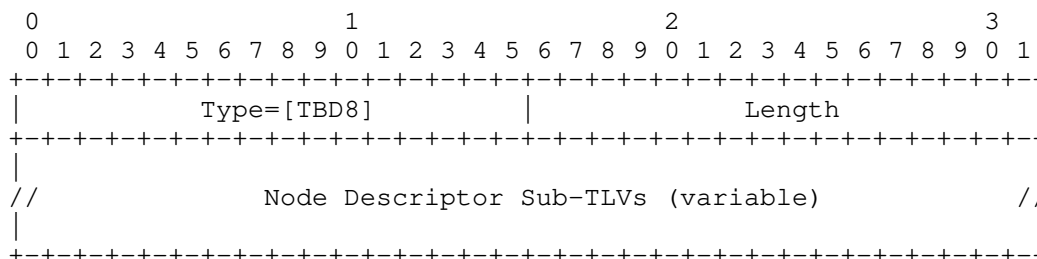 0                   1                   2                   3
0 1 2 3 4 5 6 7 8 9 0 1 2 3 4 5 6 7 8 9 0 1 2 3 4 5 6 7 8 9 0 1
+-+-+-+-+-+-+-+-+-+-+-+-+-+-+-+-+-+-+-+-+-+-+-+-+-+-+-+-+-+-+-+-
|           Type=[TBD8]         |             Length
+-+-+-+-+-+-+-+-+-+-+-+-+-+-+-+-+-+-+-+-+-+-+-+-+-+-+-+-+-+-+-+-
|
//              Node Descriptor Sub-TLVs (variable)            //
|
+-+-+-+-+-+-+-+-+-+-+-+-+-+-+-+-+-+-+-+-+-+-+-+-+-+-+-+-+-+-+-+-